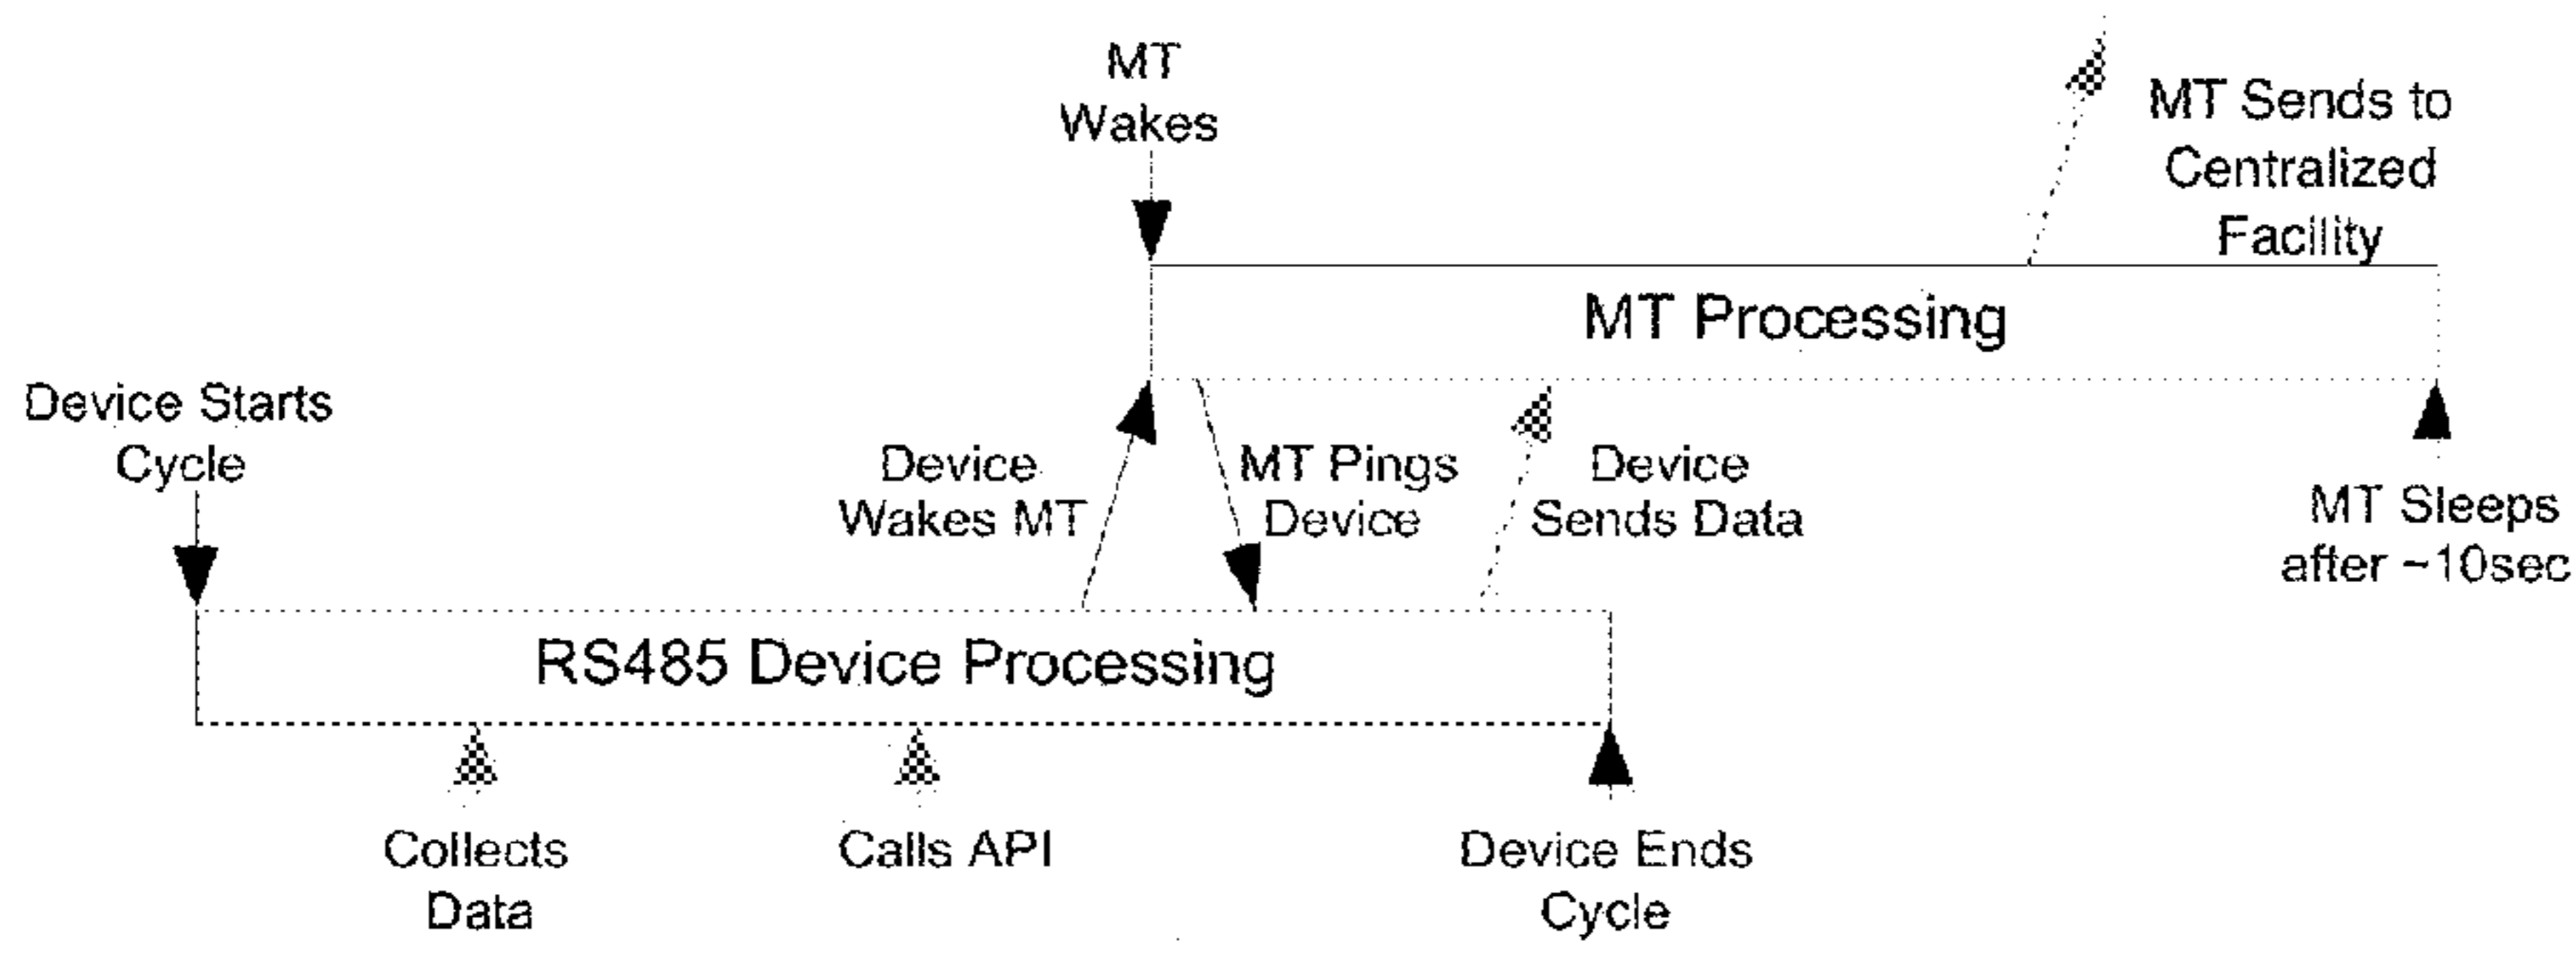 MT
Wakes
MT Sends to
Centralized
Facility
MT Processing
Device Starts
Cycle
Device
Wakes MT
MT Pings
Device
Device
Sends Data
MT Sleeps
after ~10sec
RS485 Device Processing
Collects
Data
Calls API
Device Ends
Cycle